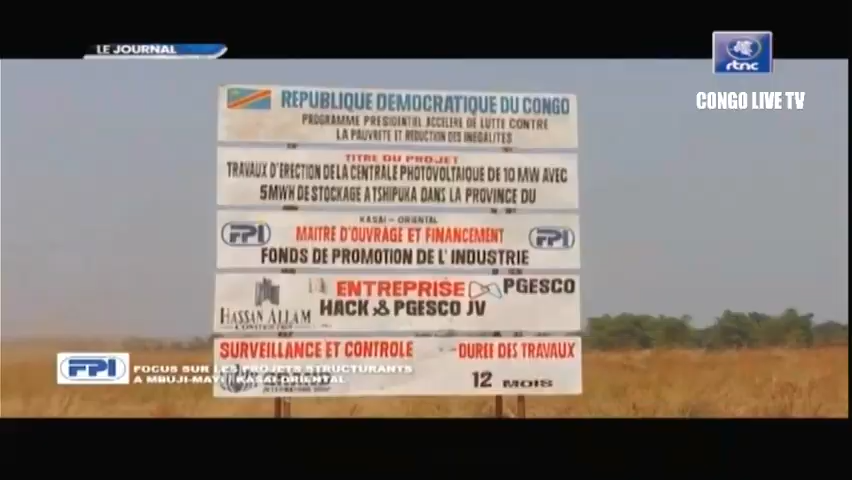 LE JOURNAL
rtnc
CONGO LIVE TV
REPUBLIQUE DEMOCRATIQUE DU CONGO
PROGRAMME PRESIDENTIEL ACCELERE DE LUTTE CONTRE
LA PAUVRETE ET REDUCTION DES INEGALITES
TITRE DU PROJET
TRAVAUX D'ERECTION DE LA CENTRALE PHOTOVOLTAIQUE DE 10 MW AVEC
5MWH DE STOCKAGE A TSHIPUKA DANS LA PROVINCE DU
KASAI - ORIENTAL
FPI MAITRE D'OUVRAGE ET FINANCEMENT FPI
FONDS DE PROMOTION DE L'INDUSTRIE
ENTREPRISE PGESCO
HASSAN ALLAM HACK & PGESCO JV
CONSTRUCTION
SURVEILLANCE ET CONTROLE DUREE DES TRAVAUX
12 MOIS
FPI FOCUS SUR LES PROJETS STRUCTURANTS
A MBUJI-MAYI / KASAI-ORIENTAL